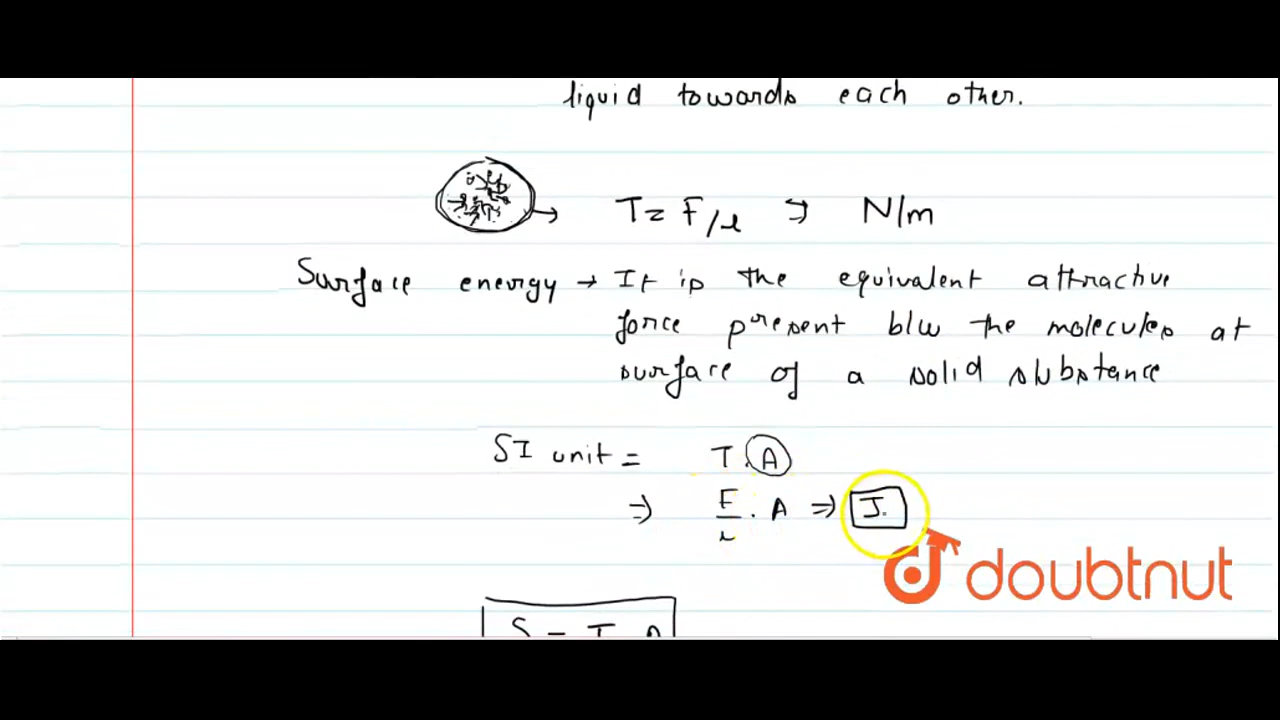 liquid towards each other.
T= F/l → N/m
Surface energy → It is the equivalent attractive
force present b/w the molecules at
surface of a solid substance
SI unit = T.A
⇒ F/l . A ⇒ J.
doubtnut
S = T.A